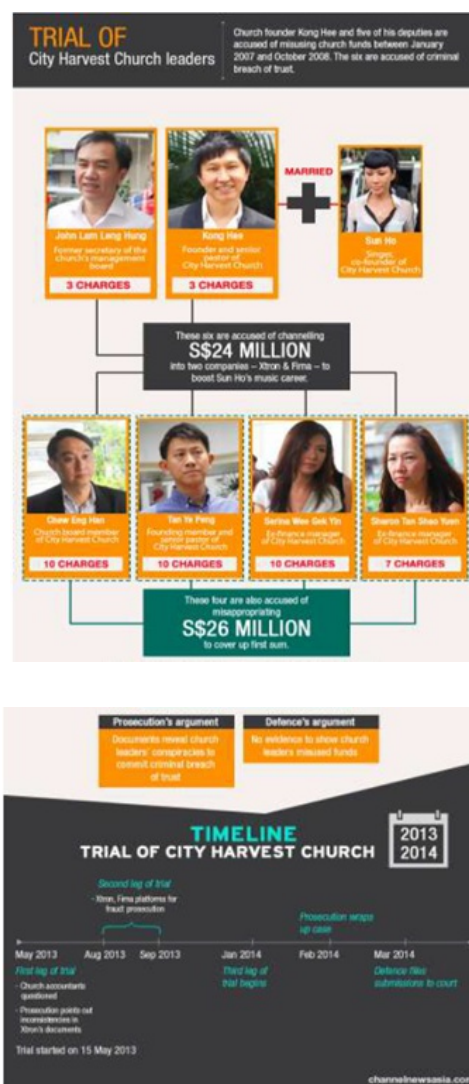 TRIAL OF
City Harvest Church leaders
Church founder Kong Hee and five of his deputies are
accused of misusing church funds between January
2007 and October 2008. The six are accused of criminal
breach of trust.
MARRIED
John Lam Leng Hung
Former secretary of the
church's management
board
3 CHARGES
Kong Hee
Founder and senior
pastor of
City Harvest Church
3 CHARGES
Sun Ho
Singer,
co-founder of
City Harvest Church
These six are accused of channelling
S$24 MILLION
into two companies – Xtron & Firna – to
boost Sun Ho's music career.
Chew Eng Han
Church board member
of City Harvest Church
10 CHARGES
Tan Ye Peng
Founding member and
senior pastor of
City Harvest Church
10 CHARGES
Serina Wee Gek Yin
Ex-finance manager
of City Harvest Church
10 CHARGES
Sharon Tan Shao Yuen
Ex-finance manager
of City Harvest Church
7 CHARGES
These four are also accused of
misappropriating
S$26 MILLION
to cover up first sum.
Prosecution's argument
Documents reveal church
leaders' conspiracies to
commit criminal breach
of trust
Defence's argument
No evidence to show church
leaders misused funds
TIMELINE
TRIAL OF CITY HARVEST CHURCH
2013
2014
Second leg of trial
- Xtron, Firna platforms for
fraud prosecution
Prosecution wraps
up case
May 2013
Aug 2013
Sep 2013
Jan 2014
Feb 2014
Mar 2014
First leg of trial
- Church accountants
questioned
- Prosecution points out
inconsistencies in
Xtron's documents
Third leg of
trial begins
Defence files
submissions to court
Trial started on 15 May 2013
channelnewsasia.com